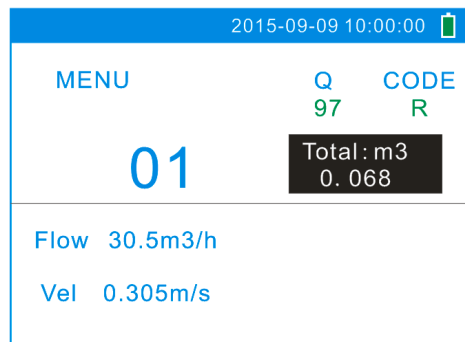 2015-09-09 10:00:00
MENU Q CODE
97 R
01
Total: m3
0. 068
Flow 30.5m3/h
Vel 0.305m/s